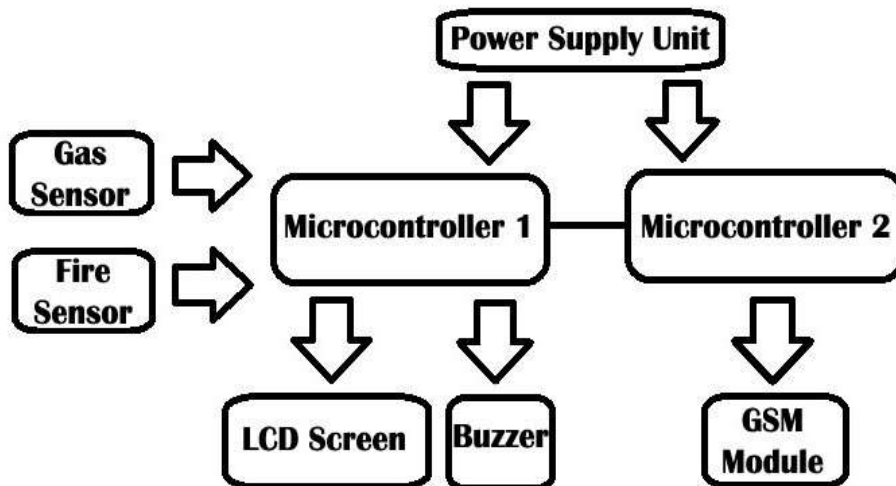 Power Supply Unit
Gas
Sensor
Microcontroller 1
Microcontroller 2
Fire
Sensor
LCD Screen
Buzzer
GSM
Module